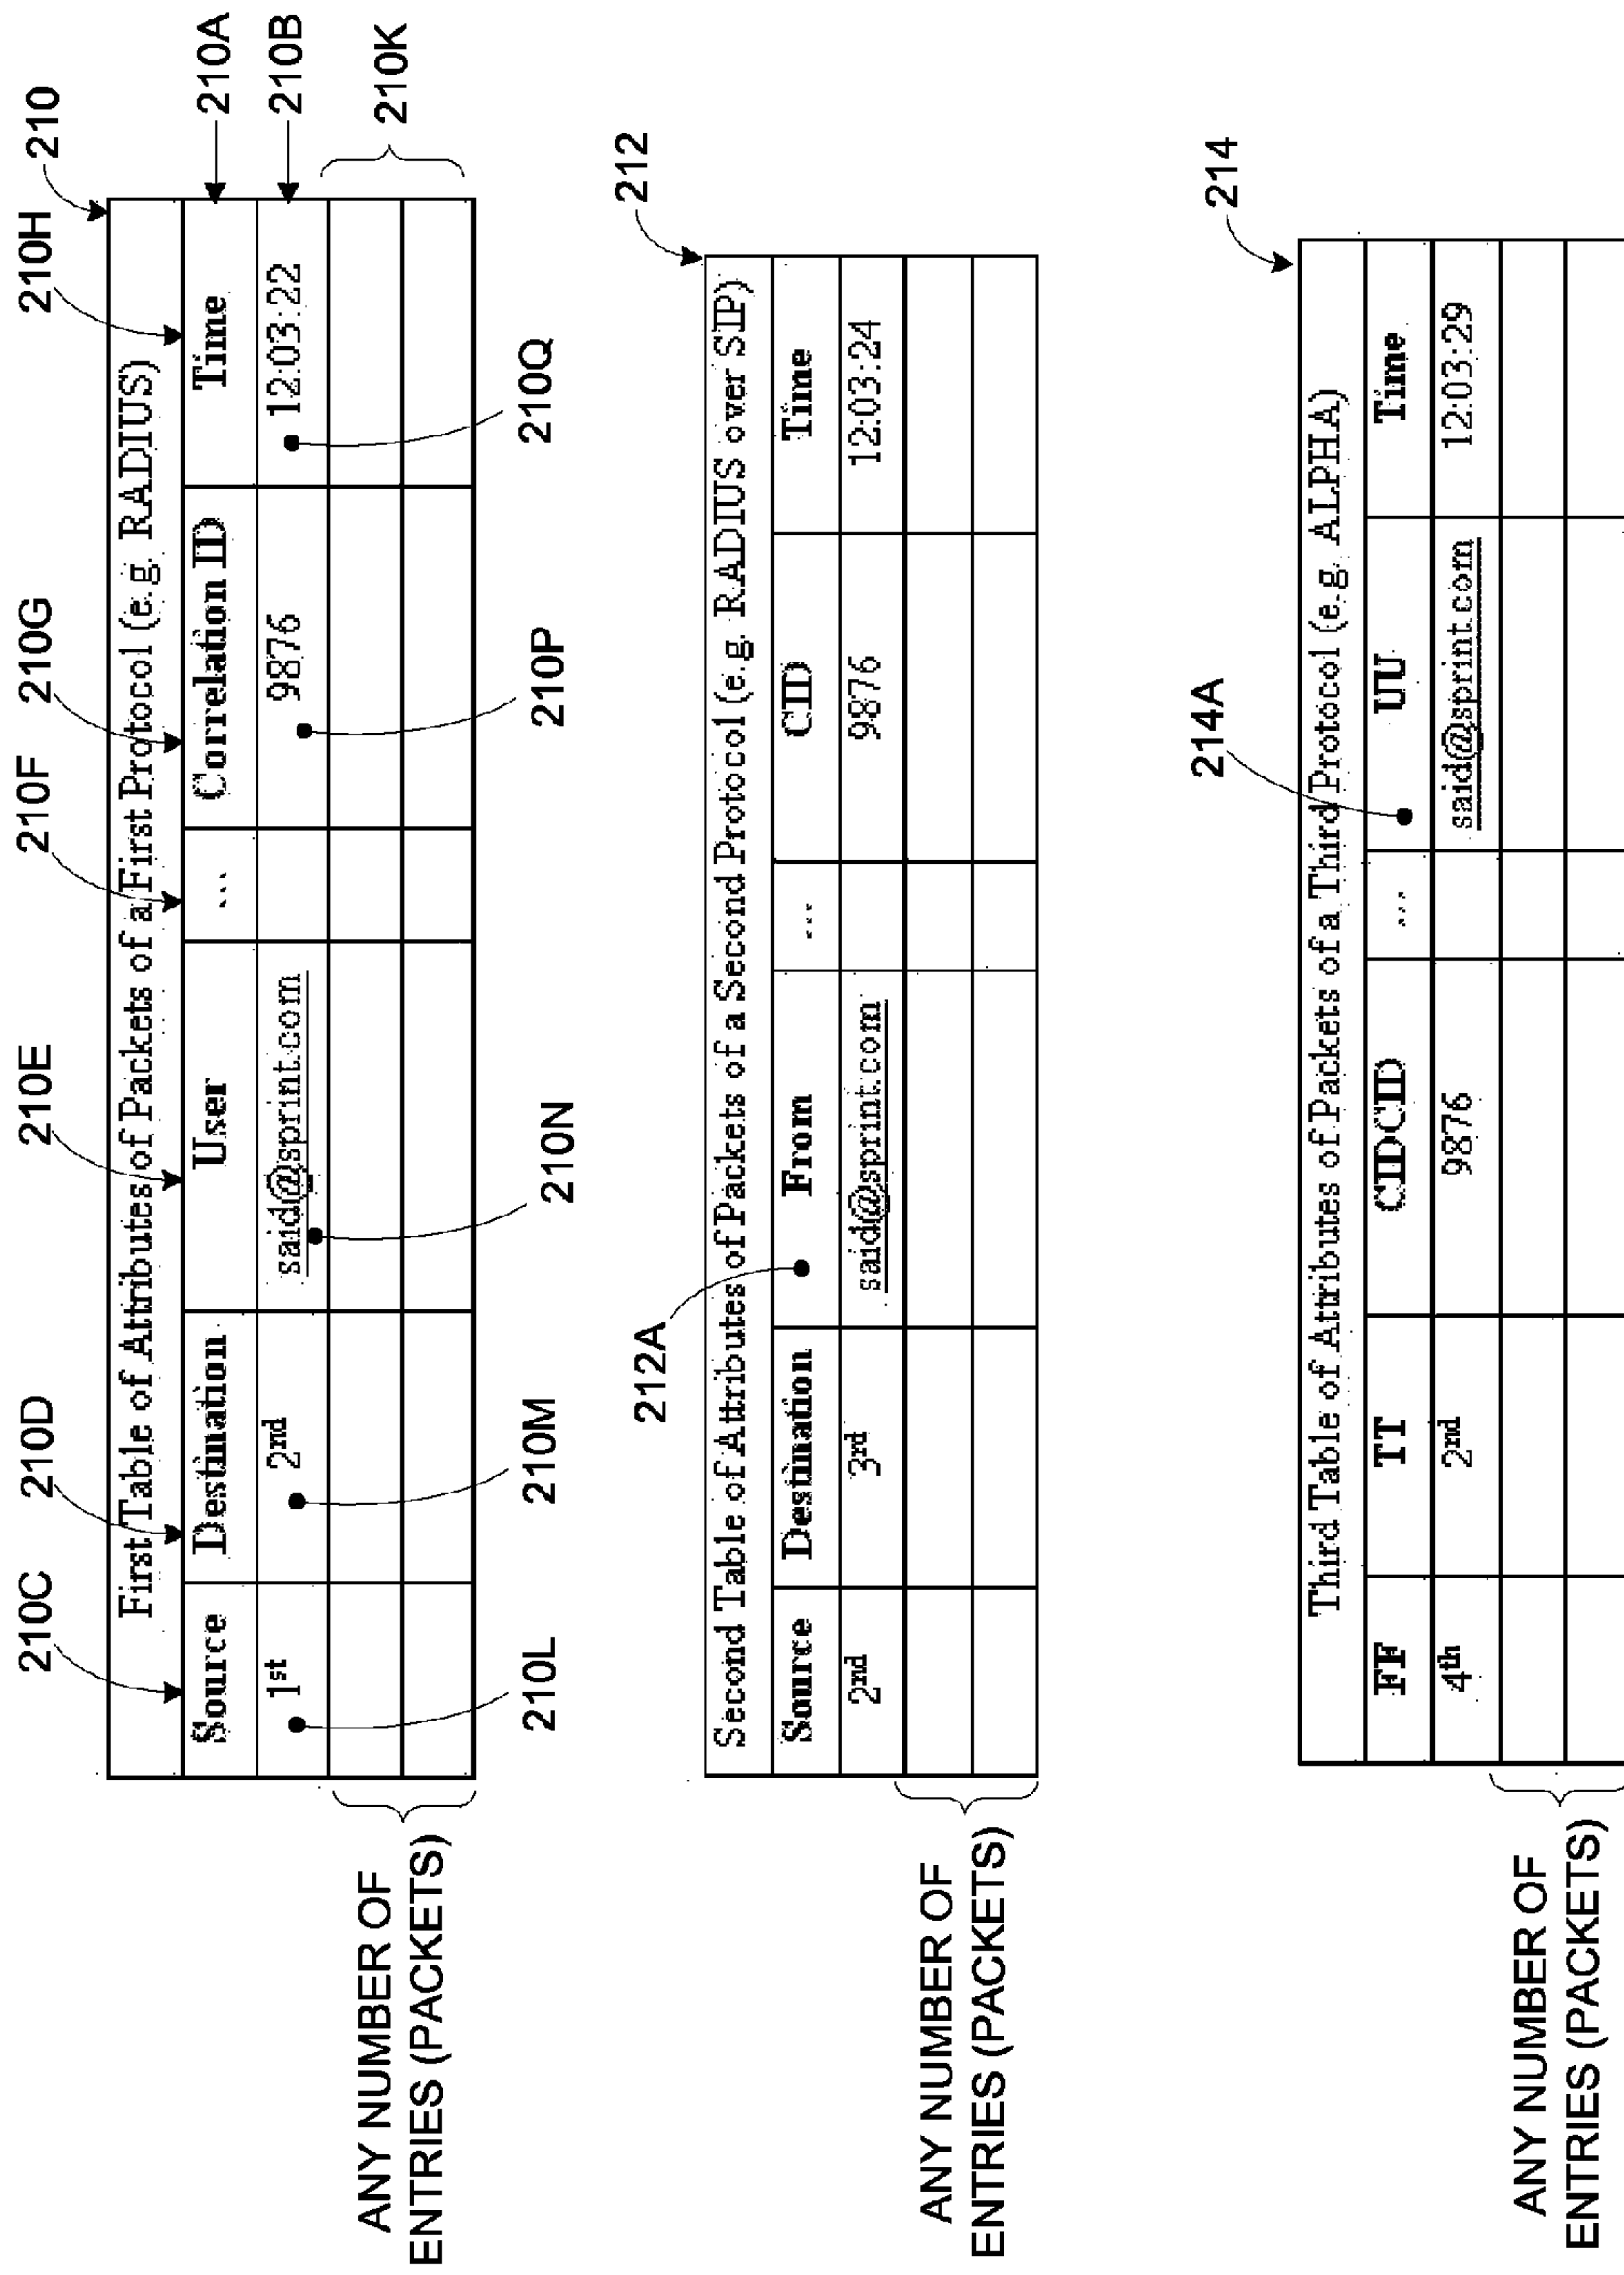 210C 210D 210E 210F 210G 210H 210
First Table of Attributes of Packets of a First Protocol (e.g. RADIUS)
Source Destination User ... Correlation ID Time 210A
1st 2nd said@sprint.com 9876 12:03:22 210B
210K
ANY NUMBER OF
ENTRIES (PACKETS)
210L 210M 210N 210P 210Q
212A 212
Second Table of Attributes of Packets of a Second Protocol (e.g. RADIUS over SIP)
Source Destination From ... CID Time
2nd 3rd said@sprint.com 9876 12:03:24
ANY NUMBER OF
ENTRIES (PACKETS)
214A 214
Third Table of Attributes of Packets of a Third Protocol (e.g. ALPHA)
FF TT CIDCID ... UU Time
4th 2nd 9876 said@sprint.com 12:03:29
ANY NUMBER OF
ENTRIES (PACKETS)